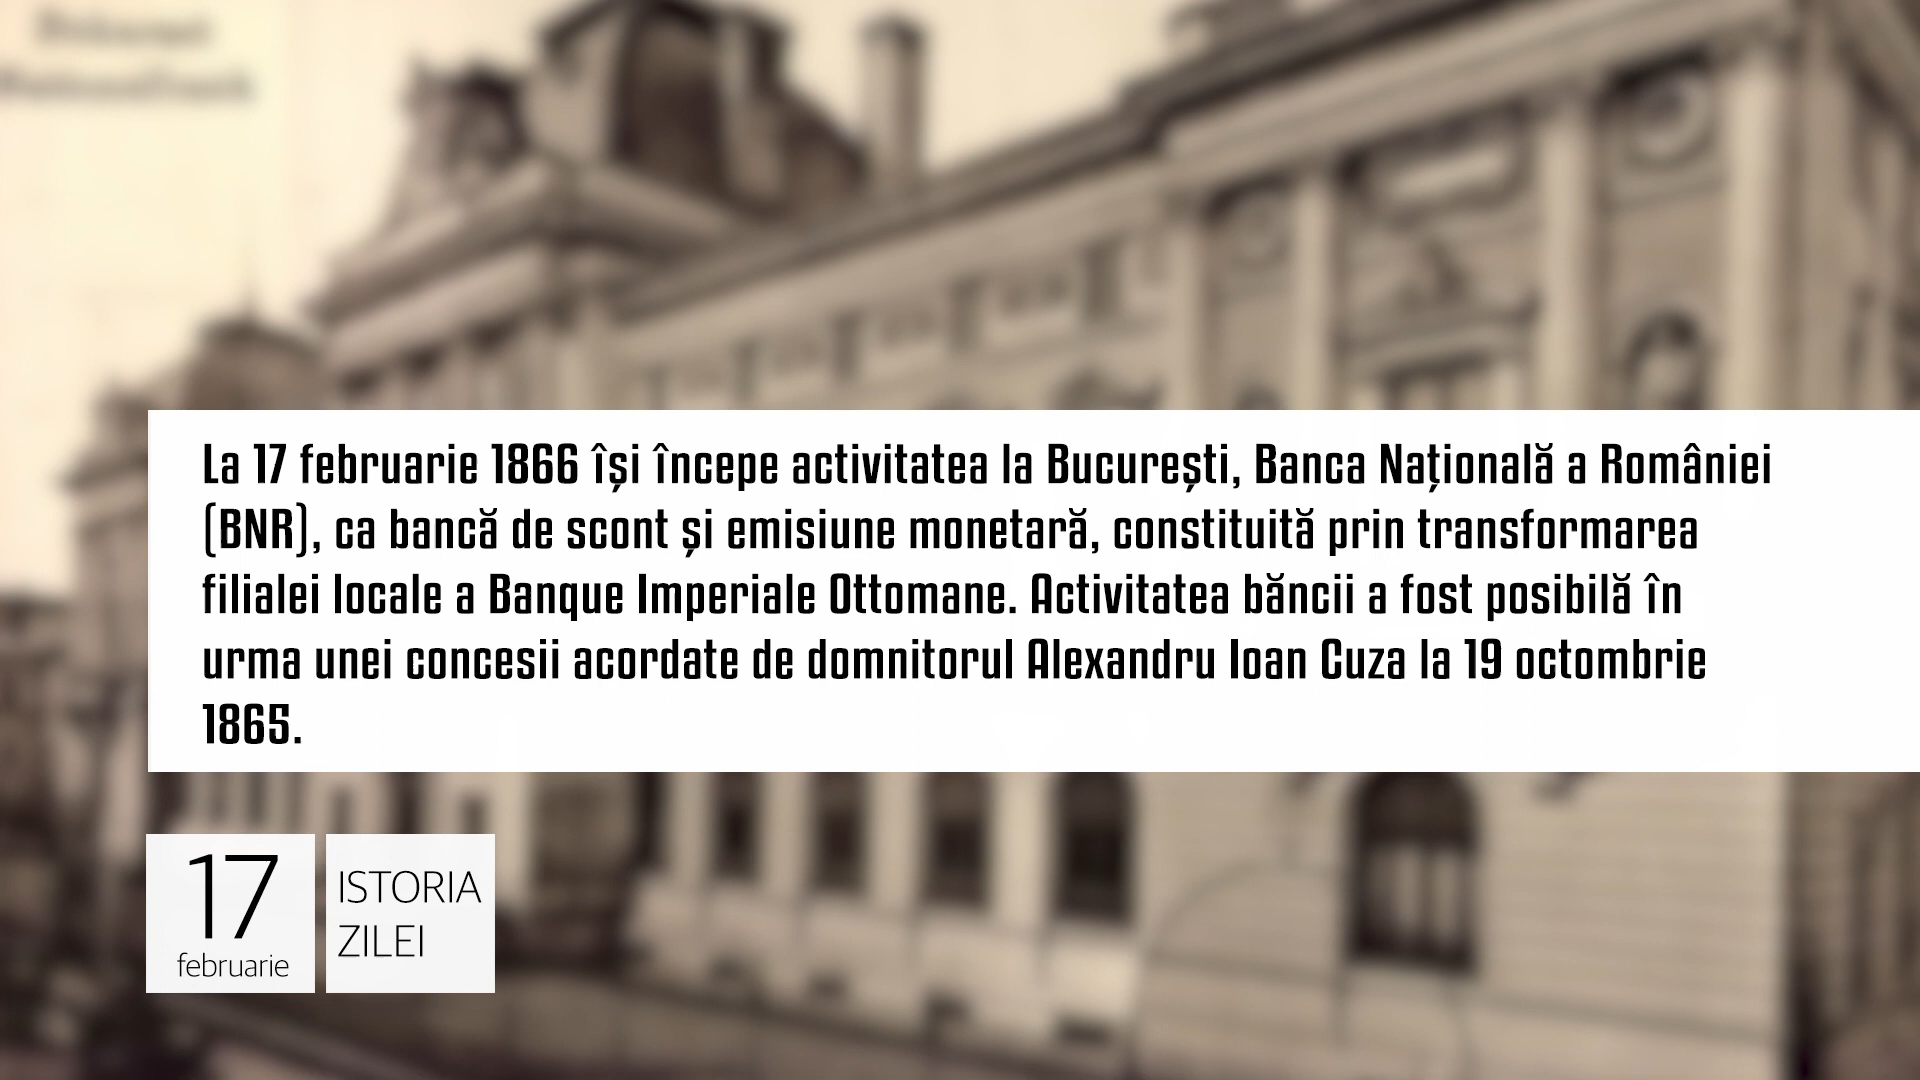 La 17 februarie 1866 își începe activitatea la București, Banca Națională a României
(BNR), ca bancă de scont și emisiune monetară, constituită prin transformarea
filialei locale a Banque Imperiale Ottomane. Activitatea băncii a fost posibilă în
urma unei concesii acordate de domnitorul Alexandru Ioan Cuza la 19 octombrie
1865.
17
februarie
ISTORIA
ZILEI